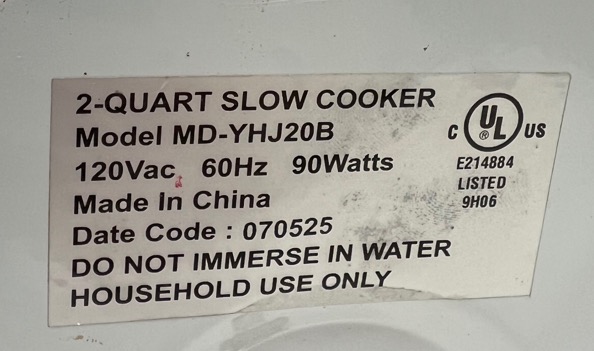 2-QUART SLOW COOKER
Model MD-YHJ20B
120Vac, 60Hz 90Watts
Made In China
Date Code : 070525
DO NOT IMMERSE IN WATER
HOUSEHOLD USE ONLY
C UL ® US
E214884
LISTED
9H06